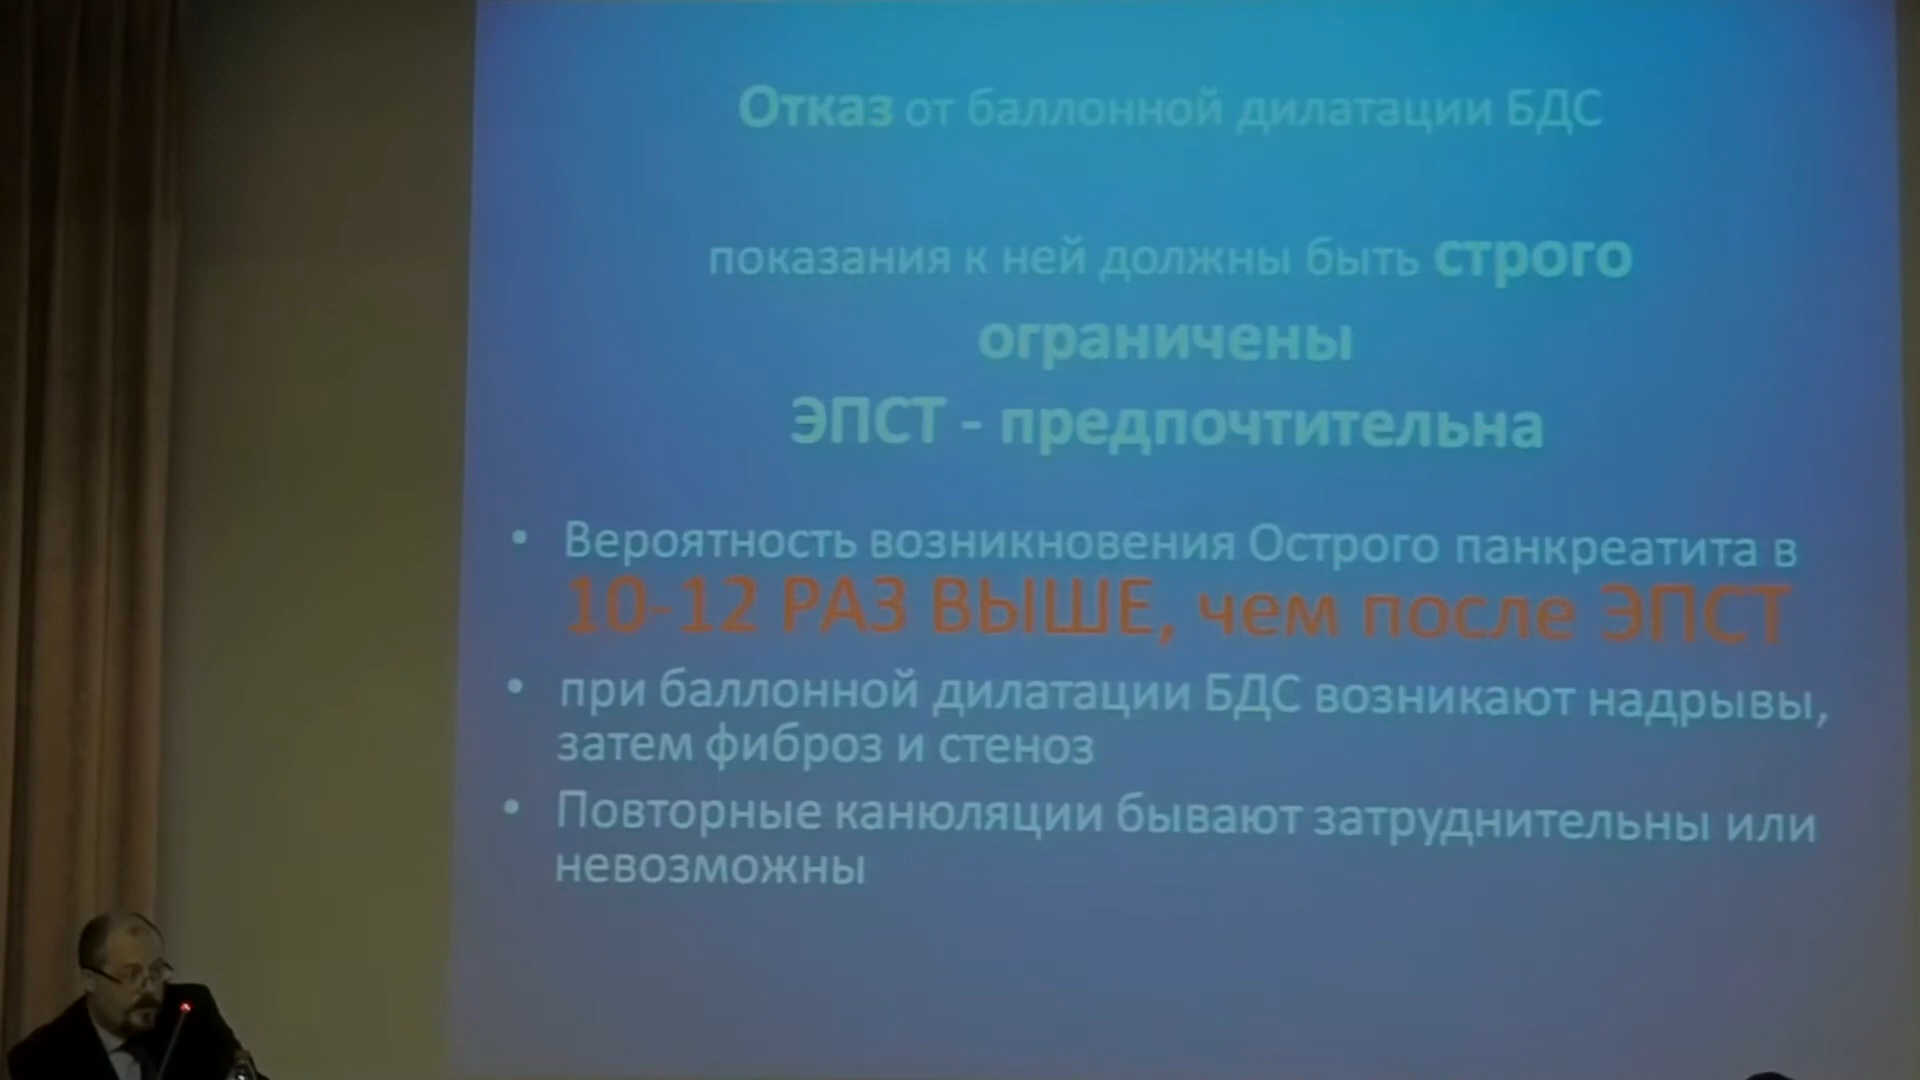 Отказ от баллонной дилатации БДС
показания к ней должны быть строго
ограничены
ЭПСТ - предпочтительна
• Вероятность возникновения Острого панкреатита в
10-12 РАЗ ВЫШЕ, чем после ЭПСТ
• при баллонной дилатации БДС возникают надрывы,
затем фиброз и стеноз
• Повторные канюляции бывают затруднительны или
невозможны